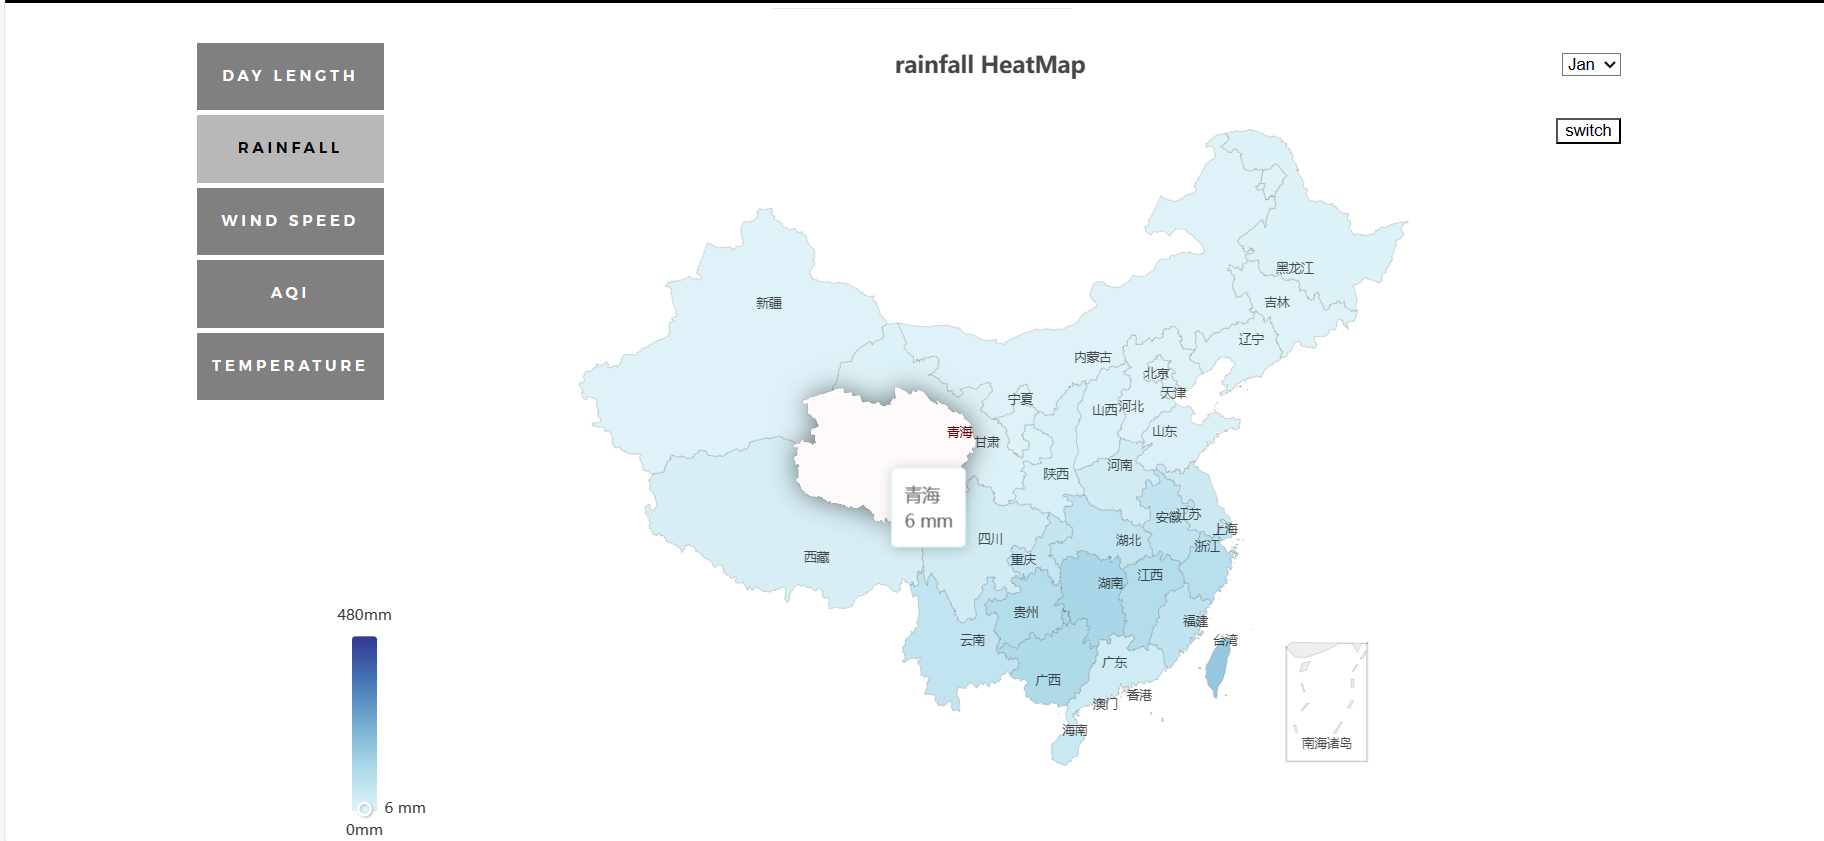 DAY LENGTH
RAINFALL
WIND SPEED
AQI
TEMPERATURE
rainfall HeatMap
Jan
switch
黑龙江
吉林
新疆
辽宁
内蒙古
北京
天津
宁夏
山西
河北
青海
甘肃
山东
陕西
河南
青海
6 mm
安徽
江苏
上海
四川
湖北
浙江
西藏
重庆
湖南
江西
贵州
福建
云南
台湾
广东
广西
香港
澳门
海南
南海诸岛
480mm
6 mm
0mm